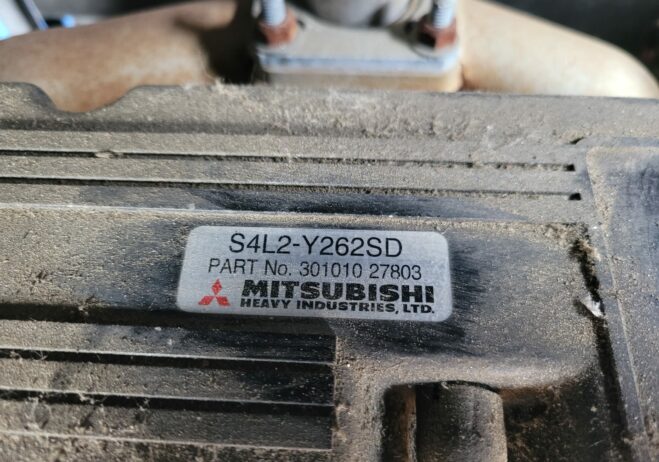 S4L2-Y262SD
PART No. 301010 27803
MITSUBISHI
HEAVY INDUSTRIES, LTD.